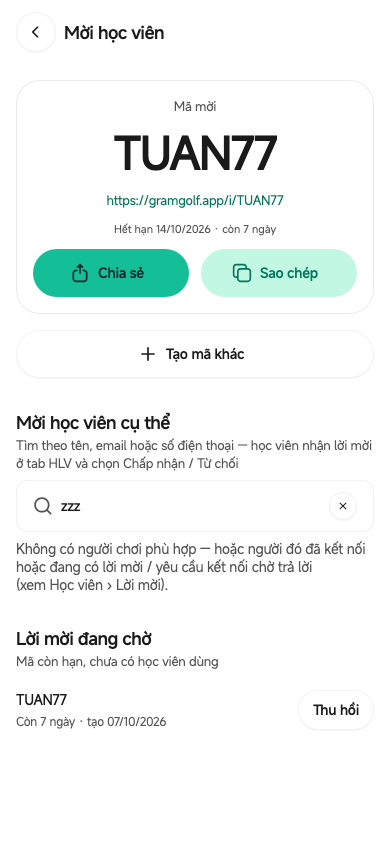 Mời học viên
Mã mời
TUAN77
https://gramgolf.app/i/TUAN77
Hết hạn 14/10/2026 · còn 7 ngày
Chia sẻ
Sao chép
Tạo mã khác
Mời học viên cụ thể
Tìm theo tên, email hoặc số điện thoại — học viên nhận lời mời
ở tab HLV và chọn Chấp nhận / Từ chối
zzz
Không có người chơi phù hợp — hoặc người đó đã kết nối
hoặc đang có lời mời / yêu cầu kết nối chờ trả lời
(xem Học viên › Lời mời).
Lời mời đang chờ
Mã còn hạn, chưa có học viên dùng
TUAN77
Còn 7 ngày · tạo 07/10/2026
Thu hồi